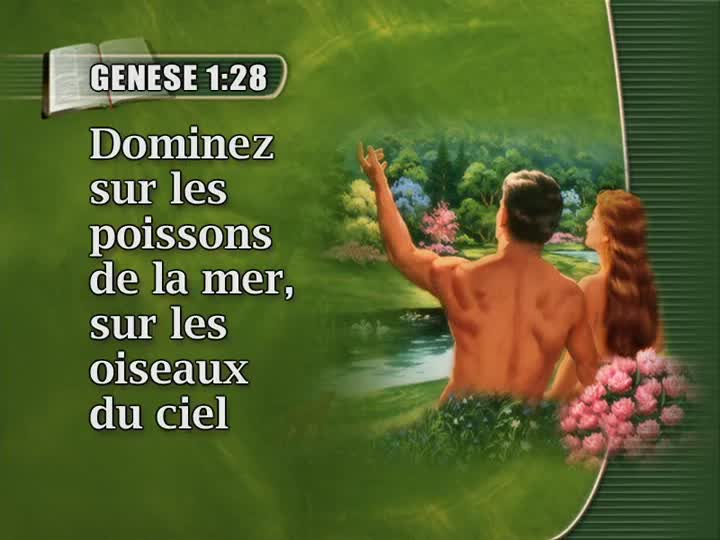 GENESE 1:28
Dominez
sur les
poissons
de la mer,
sur les
oiseaux
du ciel